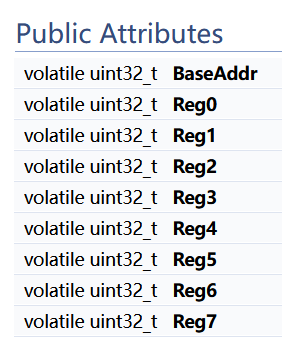 Public Attributes
volatile uint32_t BaseAddr
volatile uint32_t Reg0
volatile uint32_t Reg1
volatile uint32_t Reg2
volatile uint32_t Reg3
volatile uint32_t Reg4
volatile uint32_t Reg5
volatile uint32_t Reg6
volatile uint32_t Reg7